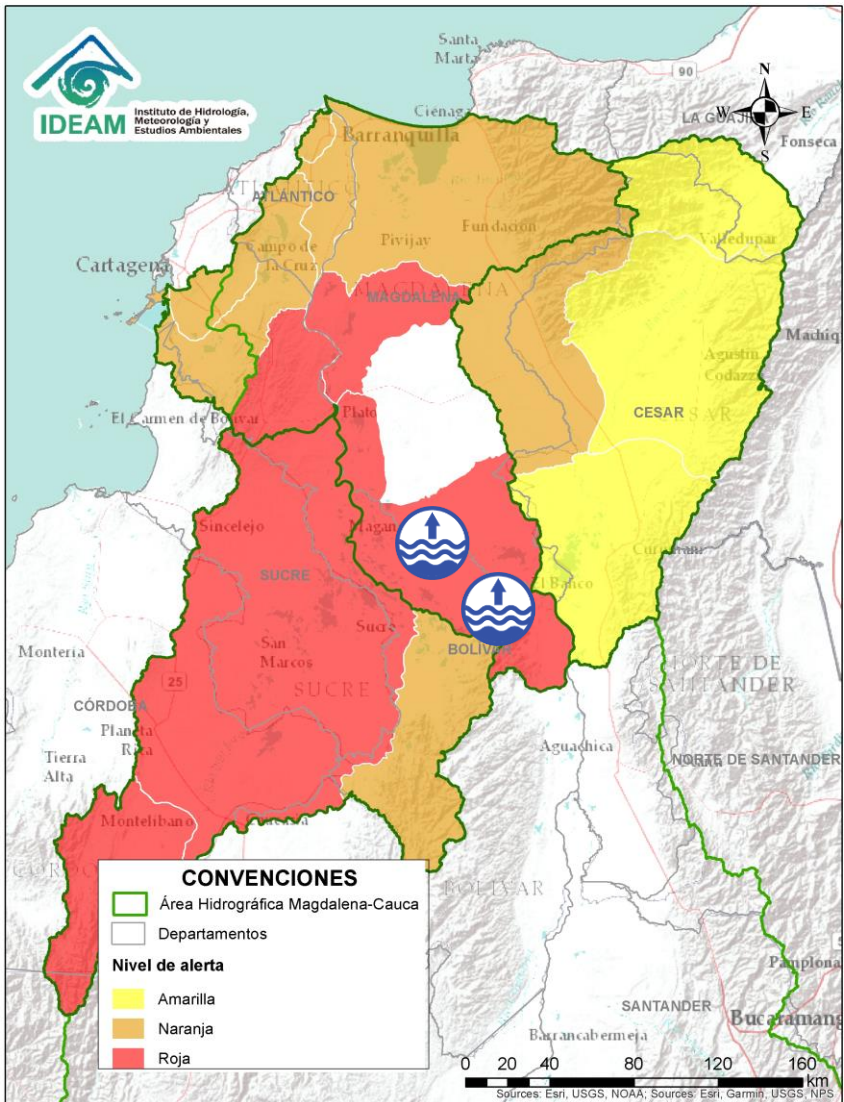 Santa
Marta
90
N
W
E
S
LA GUAJIRA
Fonseca
IDEAM
Instituto de Hidrología,
Meteorología y
Estudios Ambientales
Ciénaga
Barranquilla
ATLÁNTICO
Cartagena
Campo de
la Cruz
Pivijay
Fundación
Valledupar
MAGDALENA
Machiq
Agustín
Codazzi
CESAR
El Carmen de Bolívar
Plato
Sincelejo
Magan
SUCRE
Curumaní
El Banco
Sucre
BOLÍVAR
Montería
San
Marcos
SUCRE
NORTE DE
SANTANDER
25
CÓRDOBA
Planeta
Rica
Tierra
Alta
Aguachica
NORTE DE SANTANDER
Montelíbano
Caucasia
BOLÍVAR
CONVENCIONES
Área Hidrográfica Magdalena-Cauca
Departamentos
Nivel de alerta
Amarilla
Naranja
Roja
Pamplona
SANTANDER
Bucaramang
Barrancabermeja
0 20 40 80 120 160
km
Sources: Esri, USGS, NOAA; Sources: Esri, Garmin, USGS, NPS